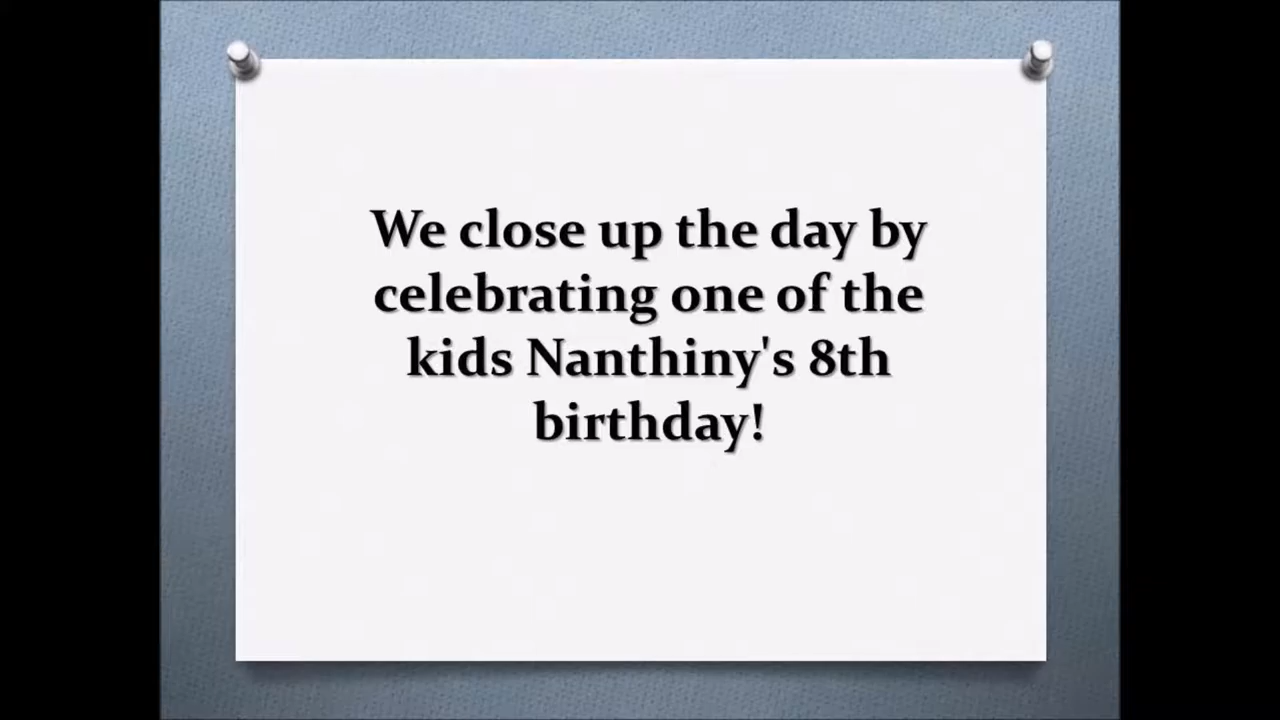 We close up the day by
celebrating one of the
kids Nanthiny's 8th
birthday!